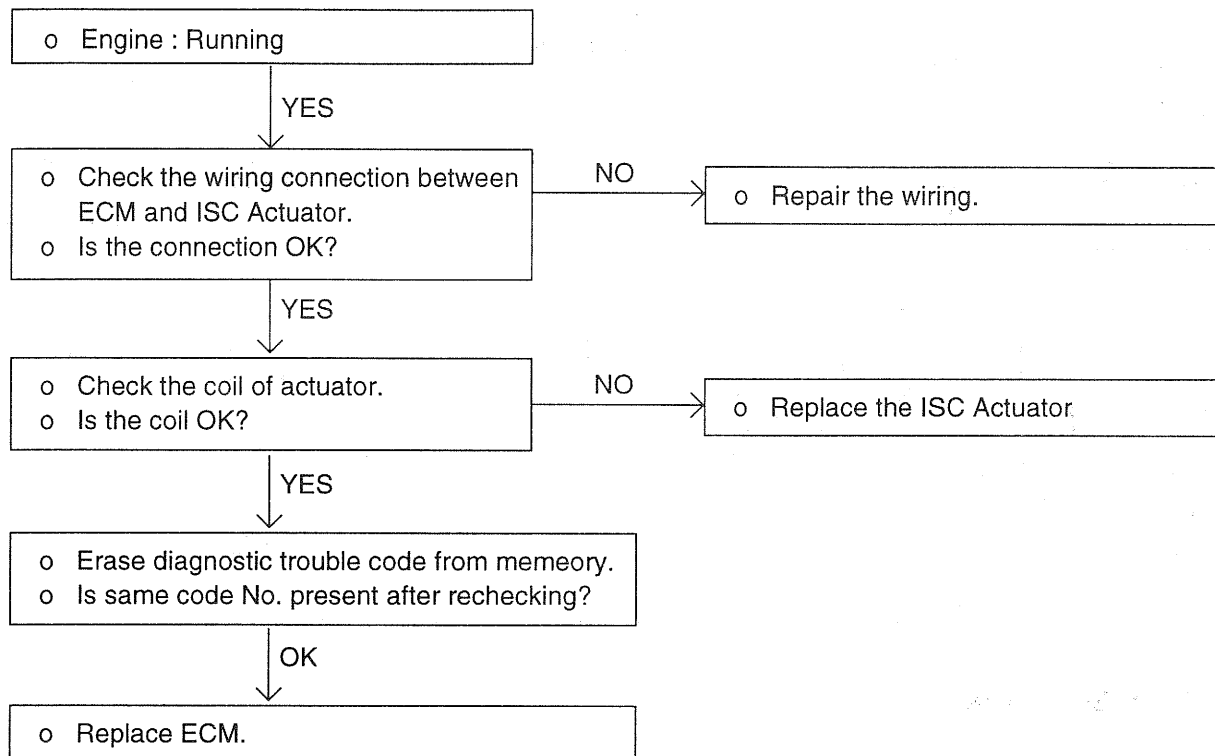 o Engine : Running
YES
o Check the wiring connection between
ECM and ISC Actuator.
o Is the connection OK?
NO
o Repair the wiring.
YES
o Check the coil of actuator.
o Is the coil OK?
NO
o Replace the ISC Actuator
YES
o Erase diagnostic trouble code from memeory.
o Is same code No. present after rechecking?
OK
o Replace ECM.